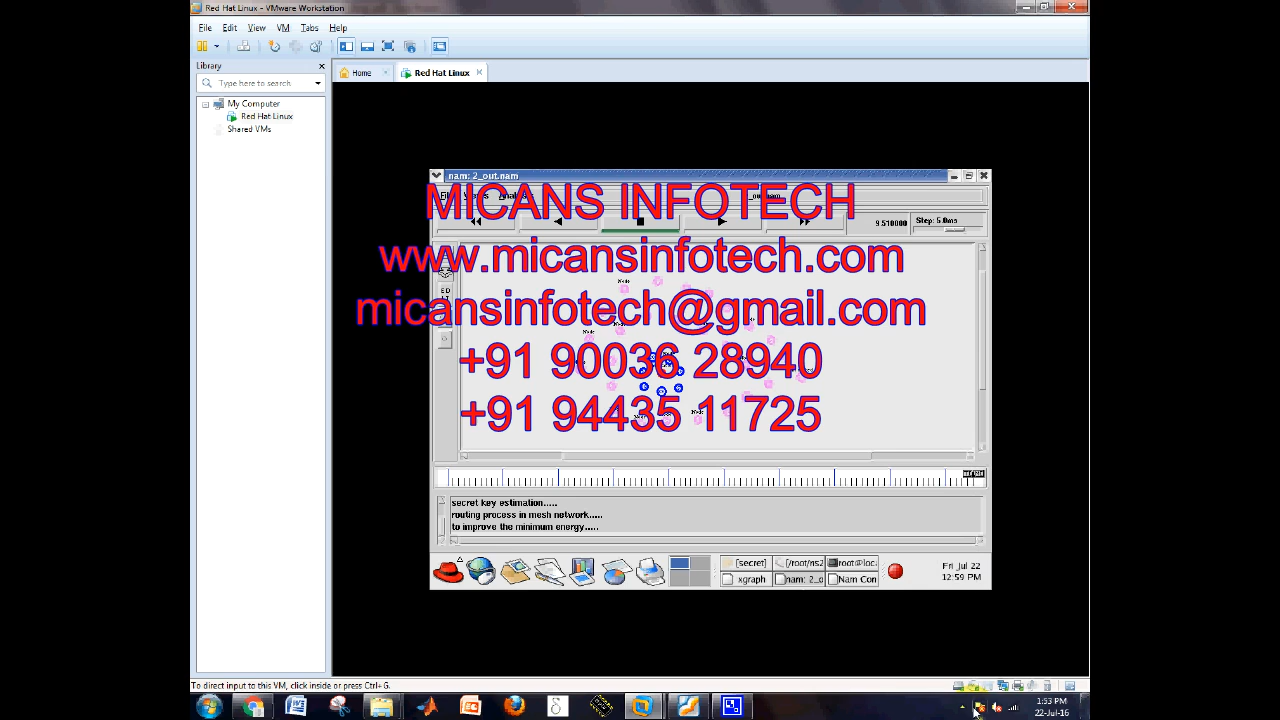 Red Hat Linux - VMware Workstation
File Edit View VM Tabs Help
Library
Type here to search
My Computer
Red Hat Linux
Shared VMs
Home
Red Hat Linux
nam: 2_out.nam
MICANS INFOTECH
9.510000
Step: 5.0ms
www.micansinfotech.com
micansinfotech@gmail.com
+91 90036 28940
+91 94435 11725
secret key estimation.....
routing process in mesh network.....
to improve the minimum energy.....
[secret]
[/root/ns2
root@loc
xgraph
nam: 2_o
Nam Con
Fri Jul 22
12:59 PM
To direct input to this VM, click inside or press Ctrl+G.
1:53 PM
22-Jul-16